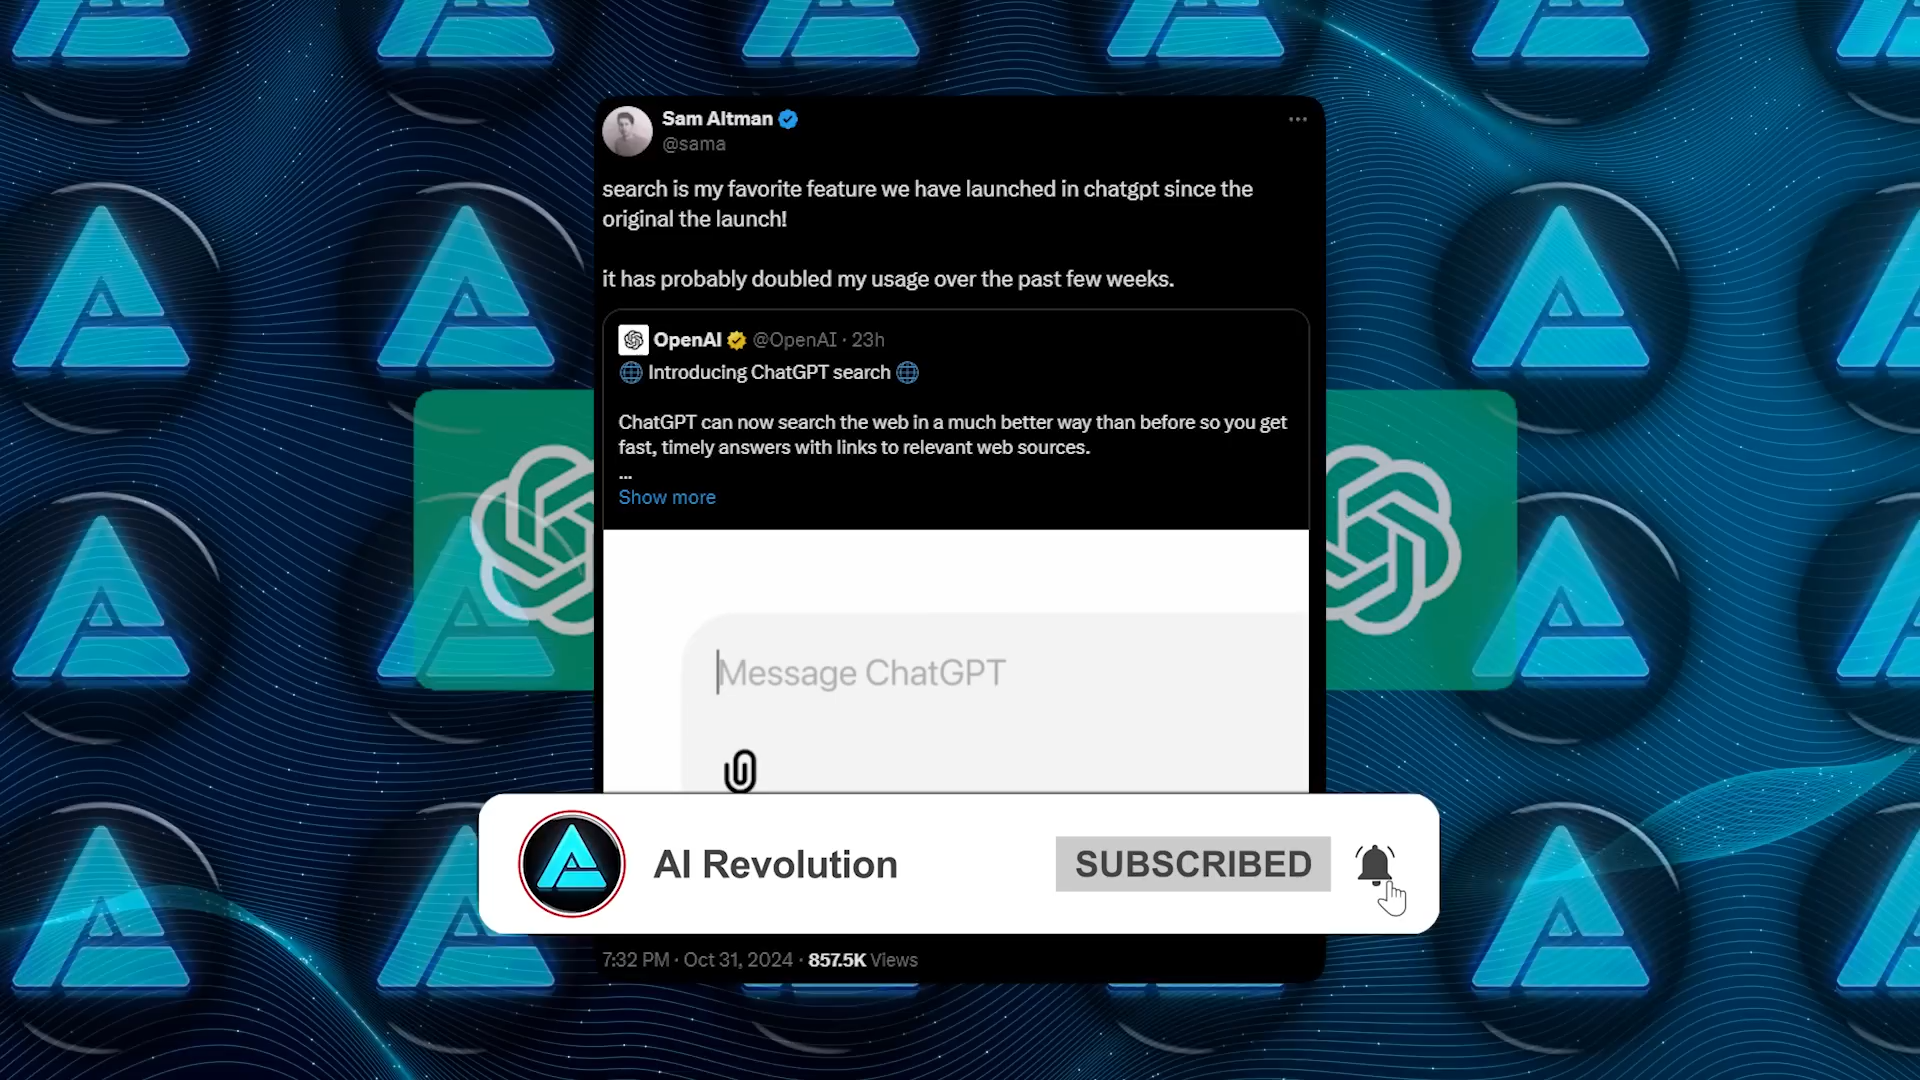 Sam Altman
@sama
search is my favorite feature we have launched in chatgpt since the
original the launch!
it has probably doubled my usage over the past few weeks.
OpenAI @OpenAI · 23h
🌐 Introducing ChatGPT search 🌐
ChatGPT can now search the web in a much better way than before so you get
fast, timely answers with links to relevant web sources.
...
Show more
Message ChatGPT
AI Revolution
SUBSCRIBED
7:32 PM · Oct 31, 2024 · 857.5K Views